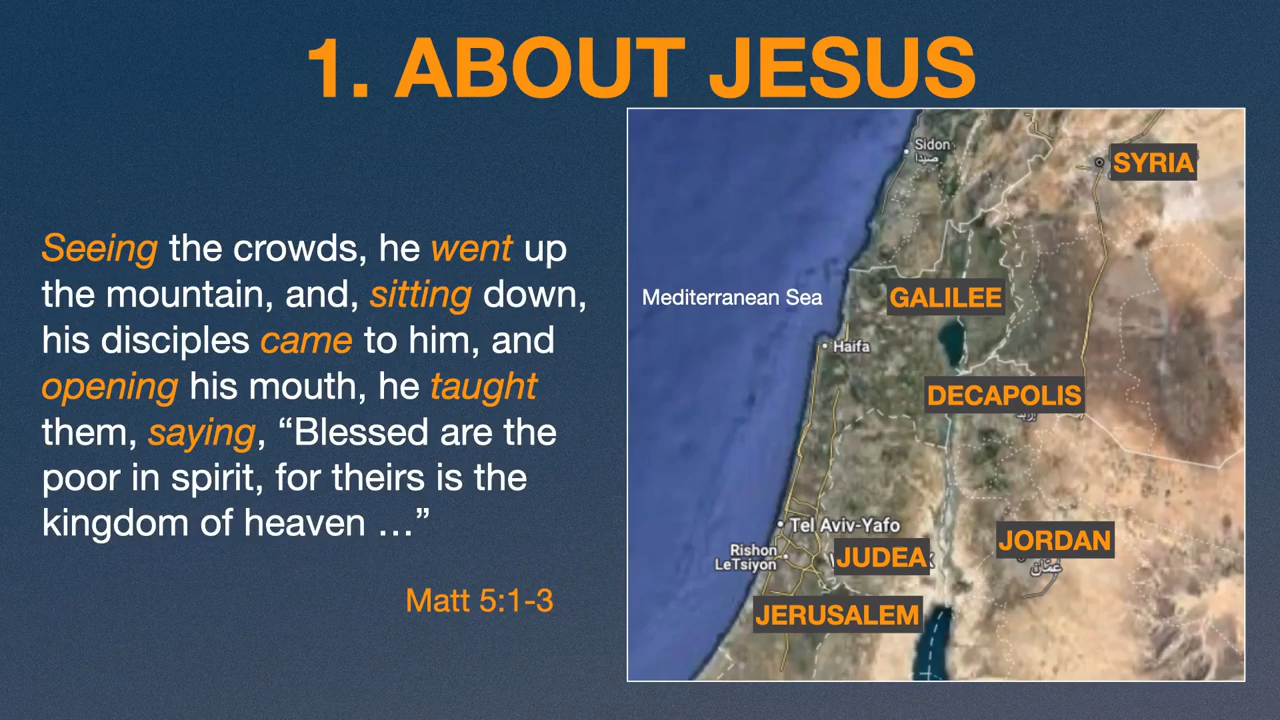 1. ABOUT JESUS
Seeing the crowds, he went up
the mountain, and, sitting down,
his disciples came to him, and
opening his mouth, he taught
them, saying, “Blessed are the
poor in spirit, for theirs is the
kingdom of heaven …”
Matt 5:1-3
Sidon
صيدا
SYRIA
Mediterranean Sea
GALILEE
Haifa
DECAPOLIS
Tel Aviv-Yafo
Rishon
LeTsiyon
JUDEA
JORDAN
عمّان
JERUSALEM